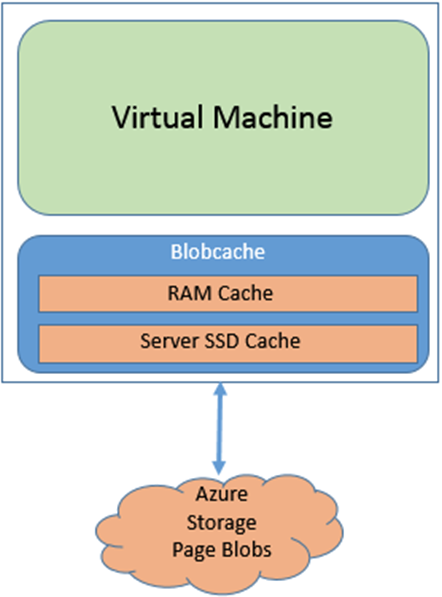 Virtual Machine
Blobcache
RAM Cache
Server SSD Cache
Azure
Storage
Page Blobs